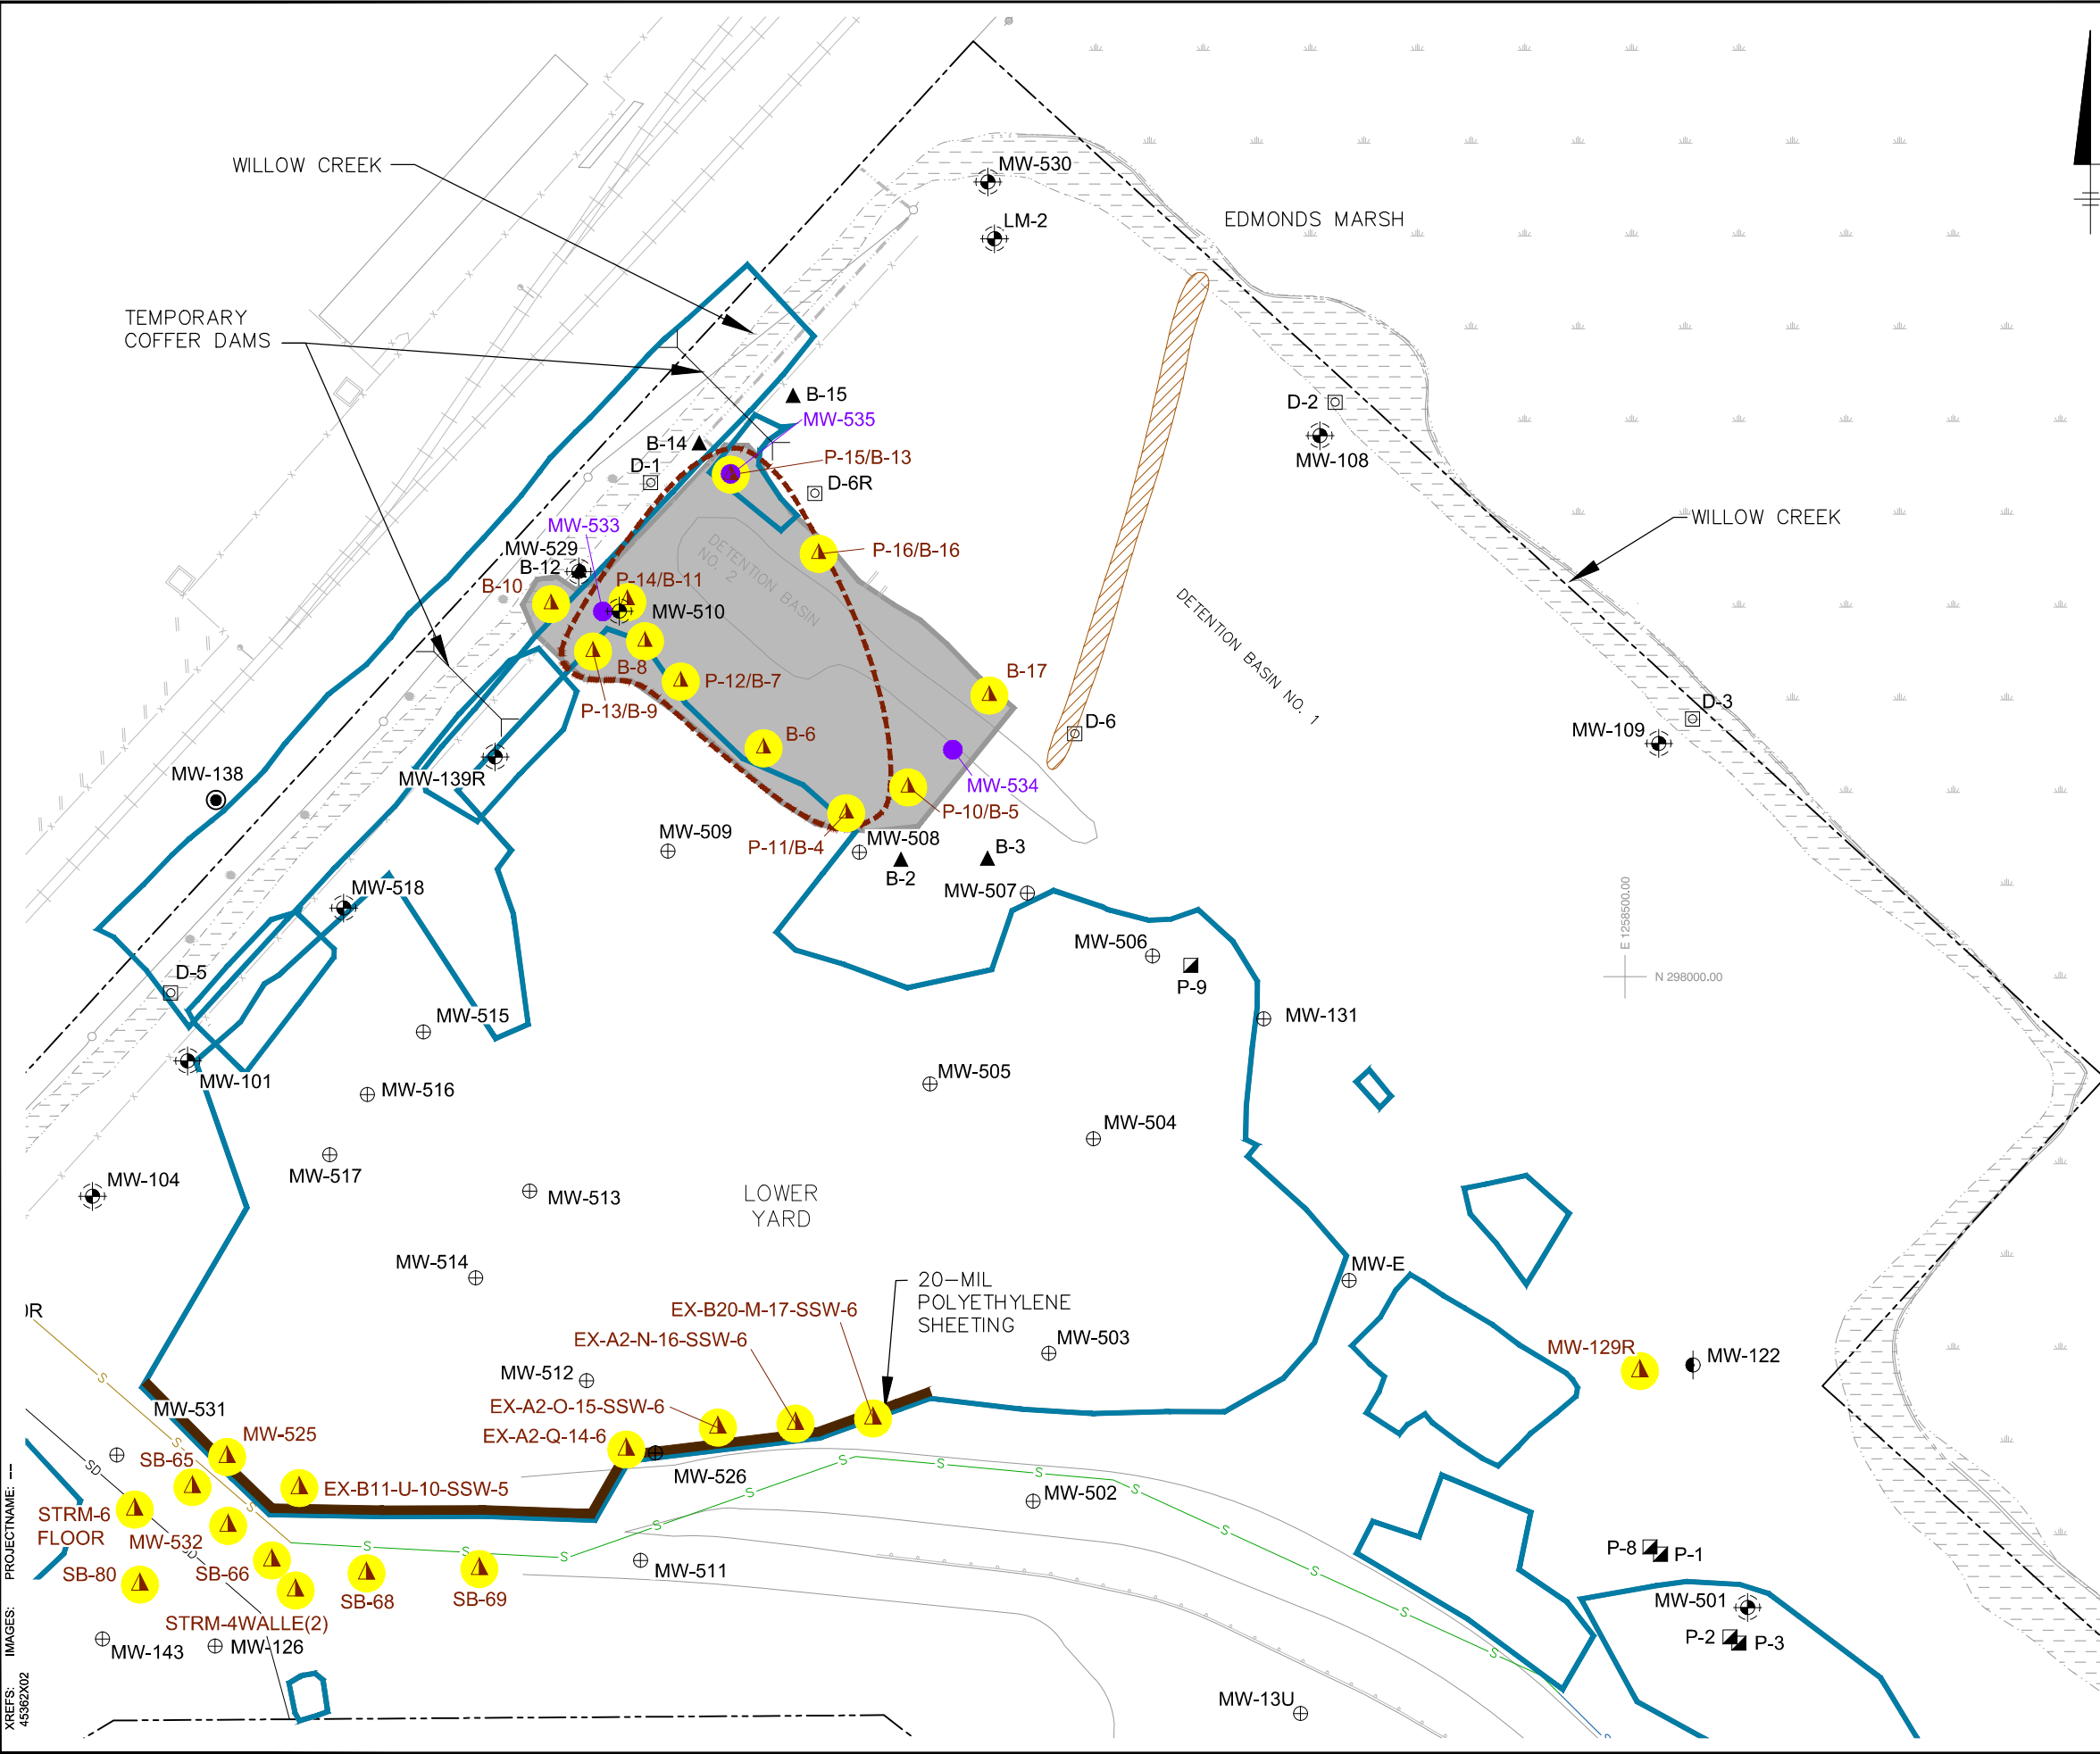 MW-530
WILLOW CREEK
LM-2
EDMONDS MARSH
TEMPORARY
COFFER DAMS
B-15
MW-535
D-2
B-14
P-15/B-13
MW-108
D-1
D-6R
WILLOW CREEK
MW-533
DETENTION BASIN
NO. 2
MW-529
P-16/B-16
B-12
B-10
P-14/B-11
MW-510
DETENTION BASIN NO. 1
B-8
B-17
P-12/B-7
P-13/B-9
D-3
D-6
MW-109
B-6
MW-138
MW-139R
MW-534
P-10/B-5
MW-509
MW-508
P-11/B-4
B-3
B-2
MW-518
MW-507
E 1258500.00
MW-506
D-5
N 298000.00
P-9
MW-515
MW-131
MW-505
MW-101
MW-516
MW-504
MW-517
MW-104
MW-513
LOWER
YARD
MW-514
MW-E
20-MIL
POLYETHYLENE
SHEETING
)R
EX-B20-M-17-SSW-6
EX-A2-N-16-SSW-6
MW-503
MW-129R
MW-122
MW-512
S
EX-A2-O-15-SSW-6
MW-531
EX-A2-Q-14-6
MW-525
S
SB-65
S
S
S
MW-526
SD
EX-B11-U-10-SSW-5
S
S
MW-502
STRM-6
FLOOR
S
S
S
MW-532
SD
S
S
S
P-8
P-1
MW-511
SB-80
SB-66
S
SB-68
SB-69
MW-501
S
STRM-4WALLE(2)
P-2
P-3
MW-143
MW-126
S
MW-13U
S
XREFS: IMAGES: PROJECTNAME: --
45362X02